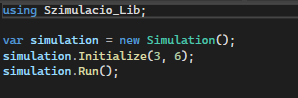 using Szimulacio_Lib;
var simulation = new Simulation();
simulation.Initialize(3, 6);
simulation.Run();